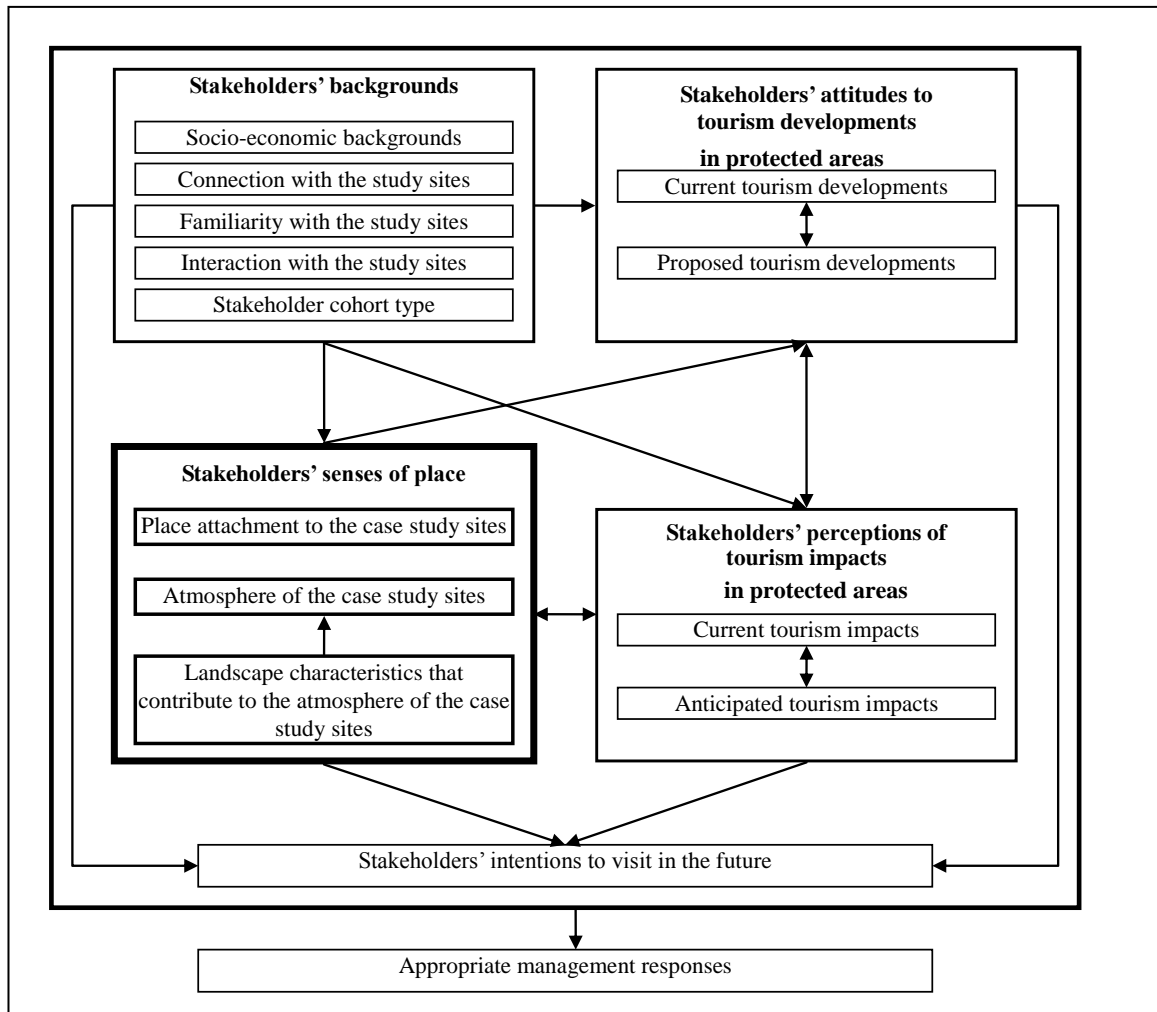 Stakeholders’ backgrounds
Socio-economic backgrounds
Connection with the study sites
Familiarity with the study sites
Interaction with the study sites
Stakeholder cohort type
Stakeholders’ attitudes to
tourism developments
in protected areas
Current tourism developments
Proposed tourism developments
Stakeholders’ senses of place
Place attachment to the case study sites
Atmosphere of the case study sites
Landscape characteristics that
contribute to the atmosphere of the case
study sites
Stakeholders’ perceptions of
tourism impacts
in protected areas
Current tourism impacts
Anticipated tourism impacts
Stakeholders’ intentions to visit in the future
Appropriate management responses